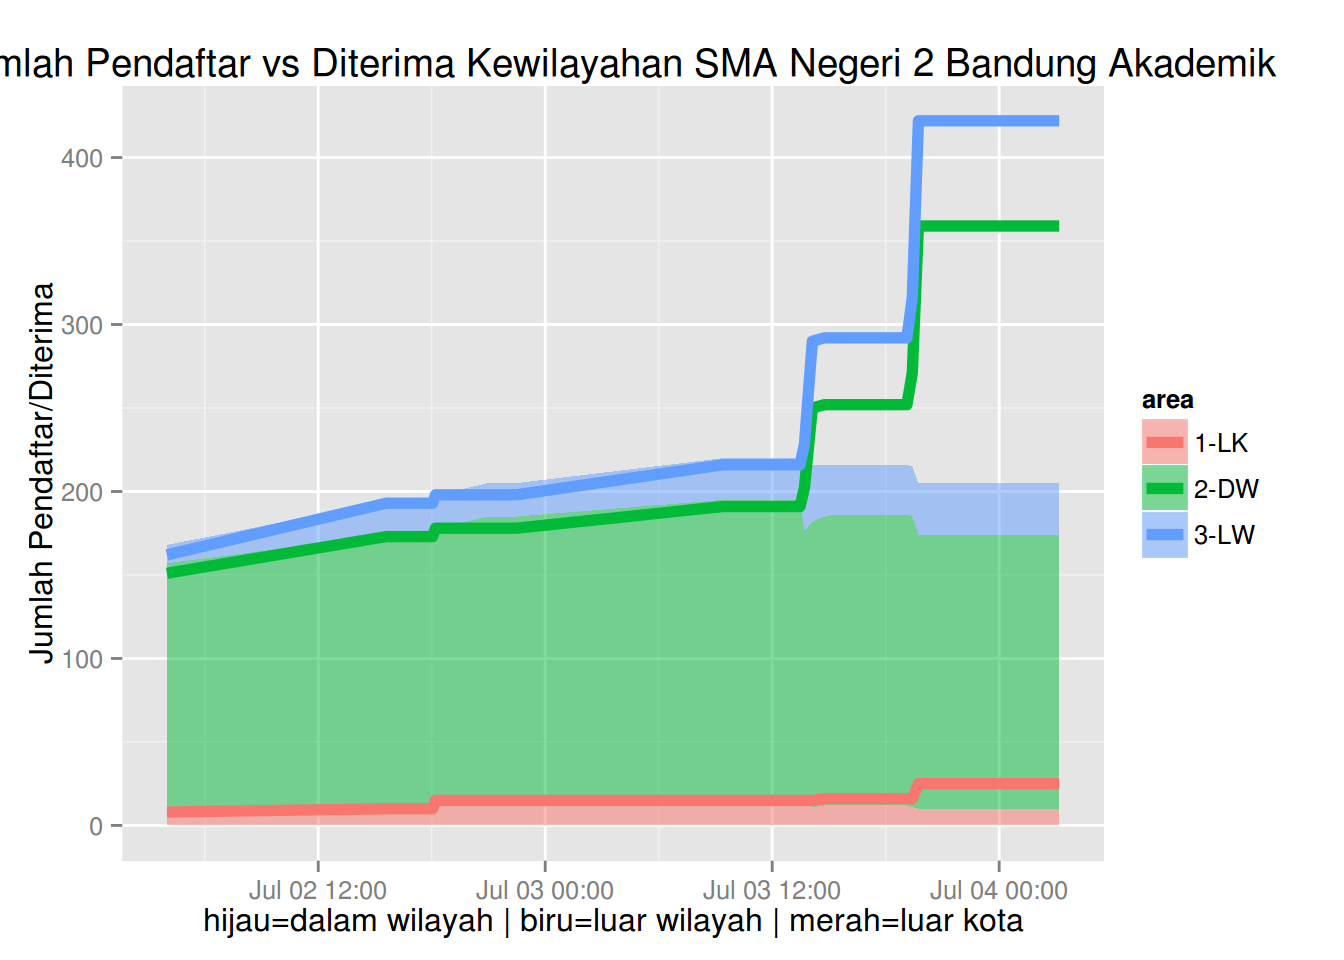 mlah Pendaftar vs Diterima Kewilayahan SMA Negeri 2 Bandung Akademik
Jumlah Pendaftar/Diterima
400
300
200
100
0
Jul 02 12:00
Jul 03 00:00
Jul 03 12:00
Jul 04 00:00
hijau=dalam wilayah | biru=luar wilayah | merah=luar kota
area
1-LK
2-DW
3-LW